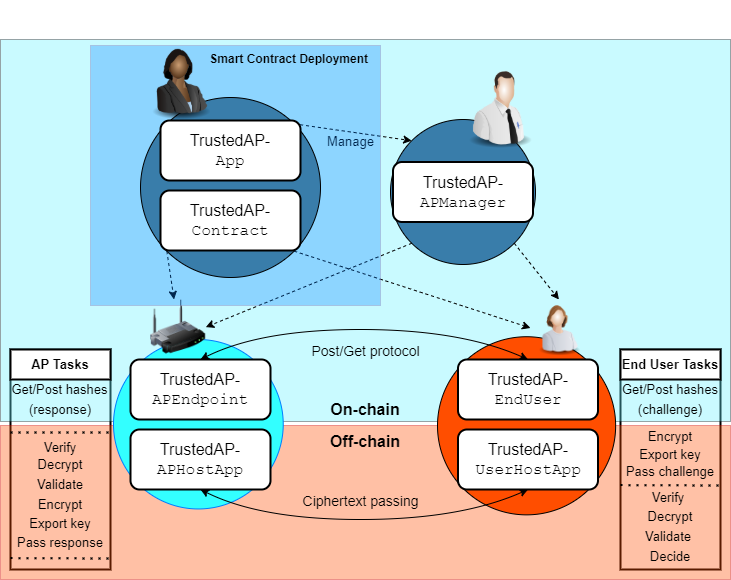 Smart Contract Deployment
TrustedAP-
App
Manage
TrustedAP-
APManager
TrustedAP-
Contract
Post/Get protocol
AP Tasks
Get/Post hashes
(response)
Verify
Decrypt
Validate
Encrypt
Export key
Pass response
TrustedAP-
APEndpoint
TrustedAP-
APHostApp
On-chain
Off-chain
Ciphertext passing
TrustedAP-
EndUser
TrustedAP-
UserHostApp
End User Tasks
Get/Post hashes
(challenge)
Encrypt
Export key
Pass challenge
Verify
Decrypt
Validate
Decide